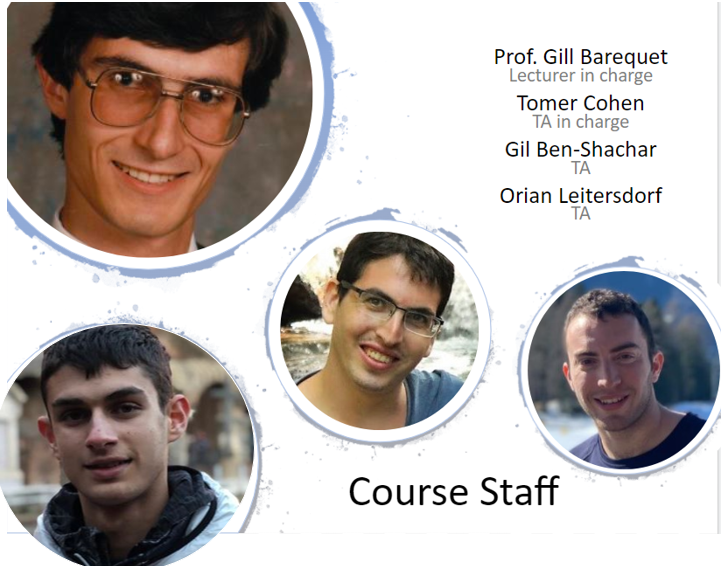 Prof. Gill Barequet
Lecturer in charge
Tomer Cohen
TA in charge
Gil Ben-Shachar
TA
Orian Leitersdorf
TA
Course Staff